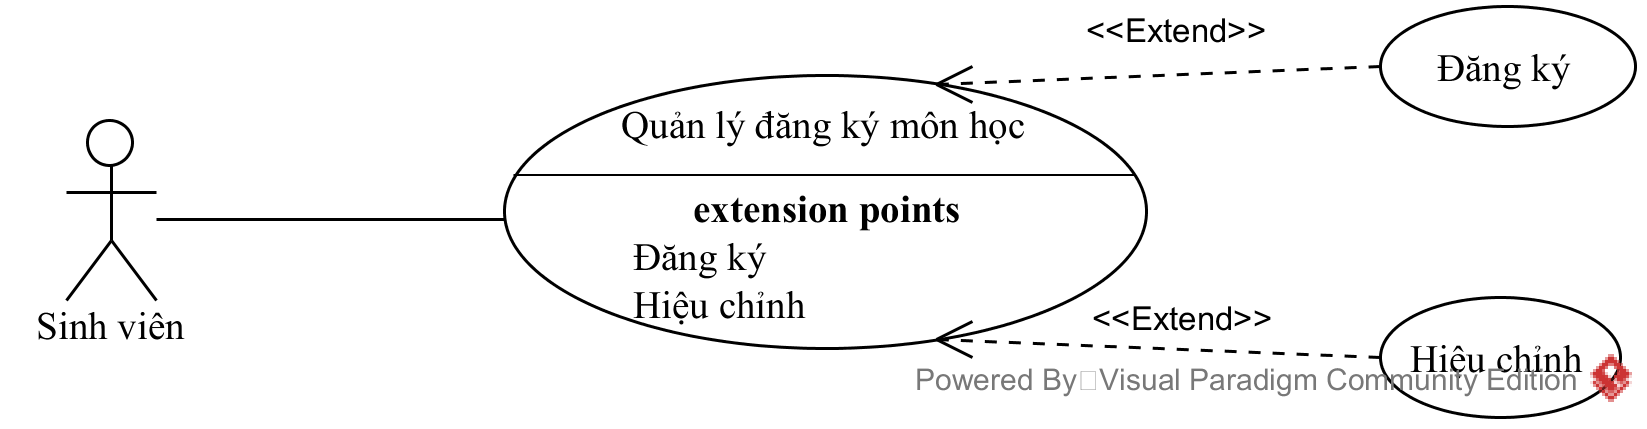 <<Extend>>
Đăng ký
Quản lý đăng ký môn học
extension points
Đăng ký
Hiệu chỉnh
Sinh viên
<<Extend>>
Hiệu chỉnh
Powered By Visual Paradigm Community Edition